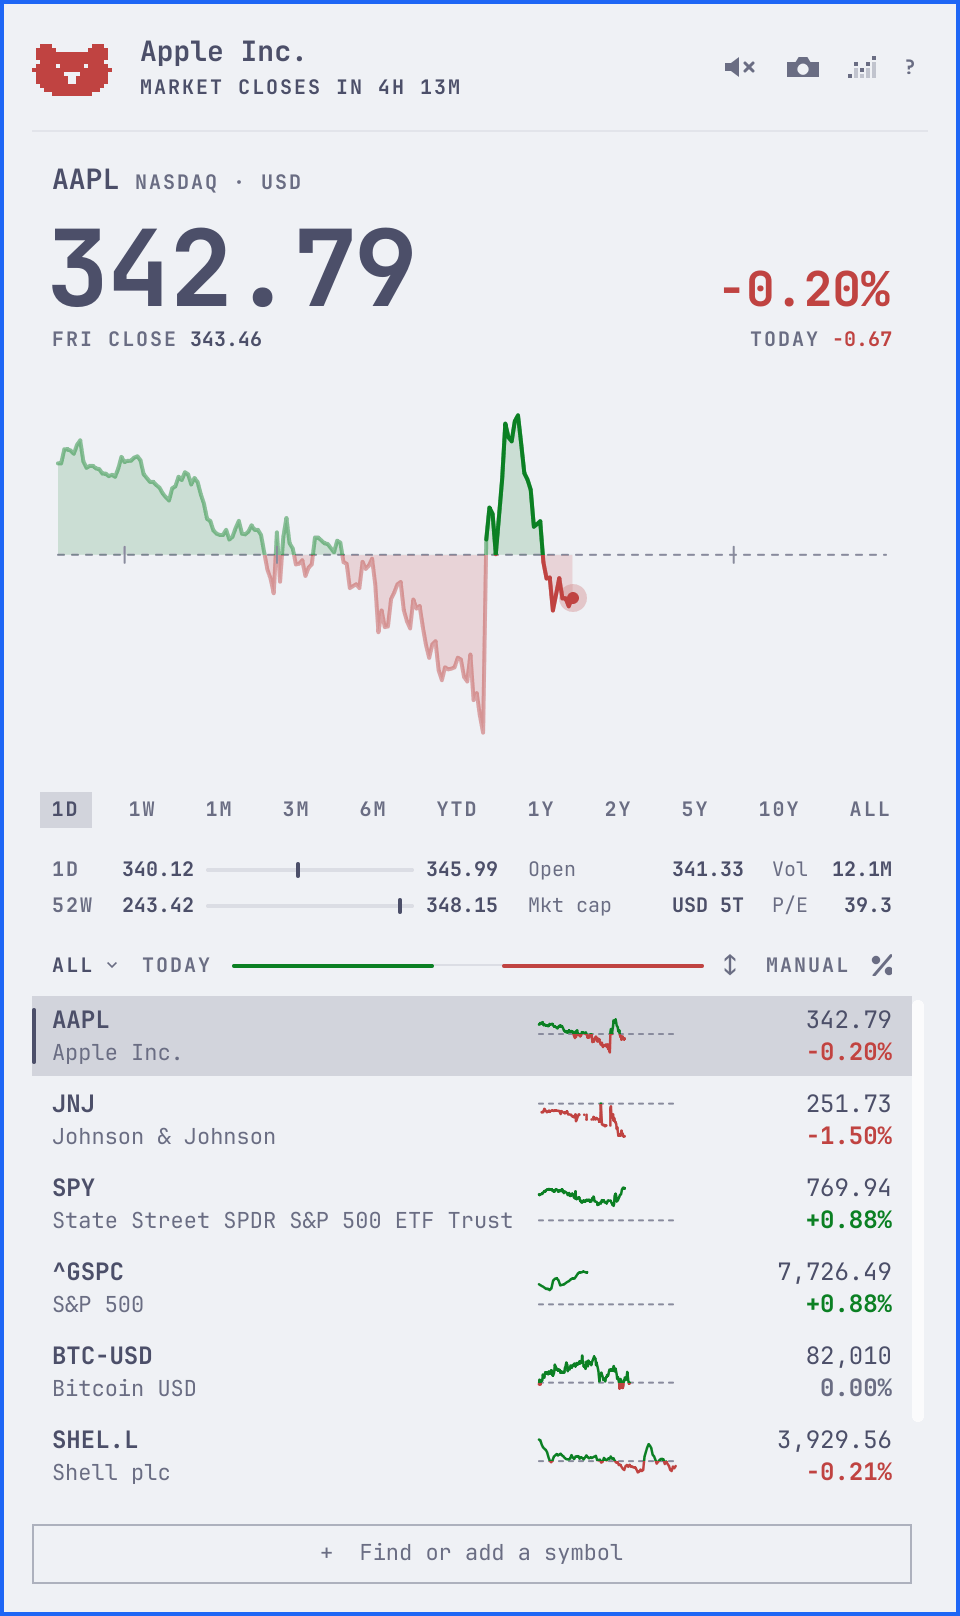 Apple Inc.
MARKET CLOSES IN 4H 13M
?
AAPL NASDAQ · USD
342.79
-0.20%
FRI CLOSE 343.46
TODAY -0.67
1D 1W 1M 3M 6M YTD 1Y 2Y 5Y 10Y ALL
1D 340.12 345.99 Open 341.33 Vol 12.1M
52W 243.42 348.15 Mkt cap USD 5T P/E 39.3
ALL TODAY MANUAL %
AAPL 342.79
Apple Inc. -0.20%
JNJ 251.73
Johnson & Johnson -1.50%
SPY 769.94
State Street SPDR S&P 500 ETF Trust +0.88%
^GSPC 7,726.49
S&P 500 +0.88%
BTC-USD 82,010
Bitcoin USD 0.00%
SHEL.L 3,929.56
Shell plc -0.21%
+ Find or add a symbol